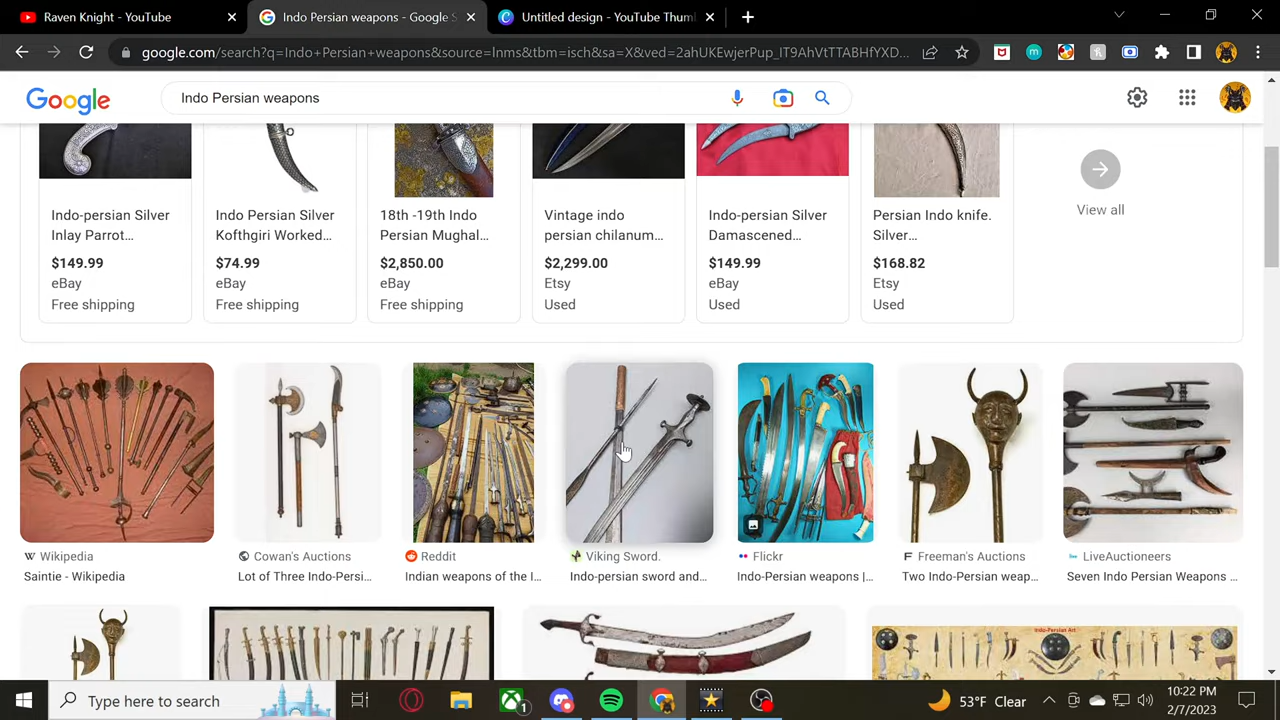 Raven Knight - YouTube
Indo Persian weapons - Google S
Untitled design - YouTube Thum
google.com/search?q=Indo+Persian+weapons&source=lnms&tbm=isch&sa=X&ved=2ahUKEwjerPup_IT9AhVtTTABHfYXD...
Google
Indo Persian weapons
Indo-persian Silver
Inlay Parrot...
$149.99
eBay
Free shipping
Indo Persian Silver
Kofthgiri Worked...
$74.99
eBay
Free shipping
18th -19th Indo
Persian Mughal...
$2,850.00
eBay
Free shipping
Vintage indo
persian chilanum...
$2,299.00
Etsy
Used
Indo-persian Silver
Damascened...
$149.99
eBay
Used
Persian Indo knife.
Silver...
$168.82
Etsy
Used
View all
Wikipedia
Saintie - Wikipedia
Cowan's Auctions
Lot of Three Indo-Persi...
Reddit
Indian weapons of the I...
Viking Sword.
Indo-persian sword and...
Flickr
Indo-Persian weapons |...
Freeman's Auctions
Two Indo-Persian weap...
LiveAuctioneers
Seven Indo Persian Weapons ...
Indo-Persian Art
Type here to search
1
53°F Clear
10:22 PM
2/7/2023